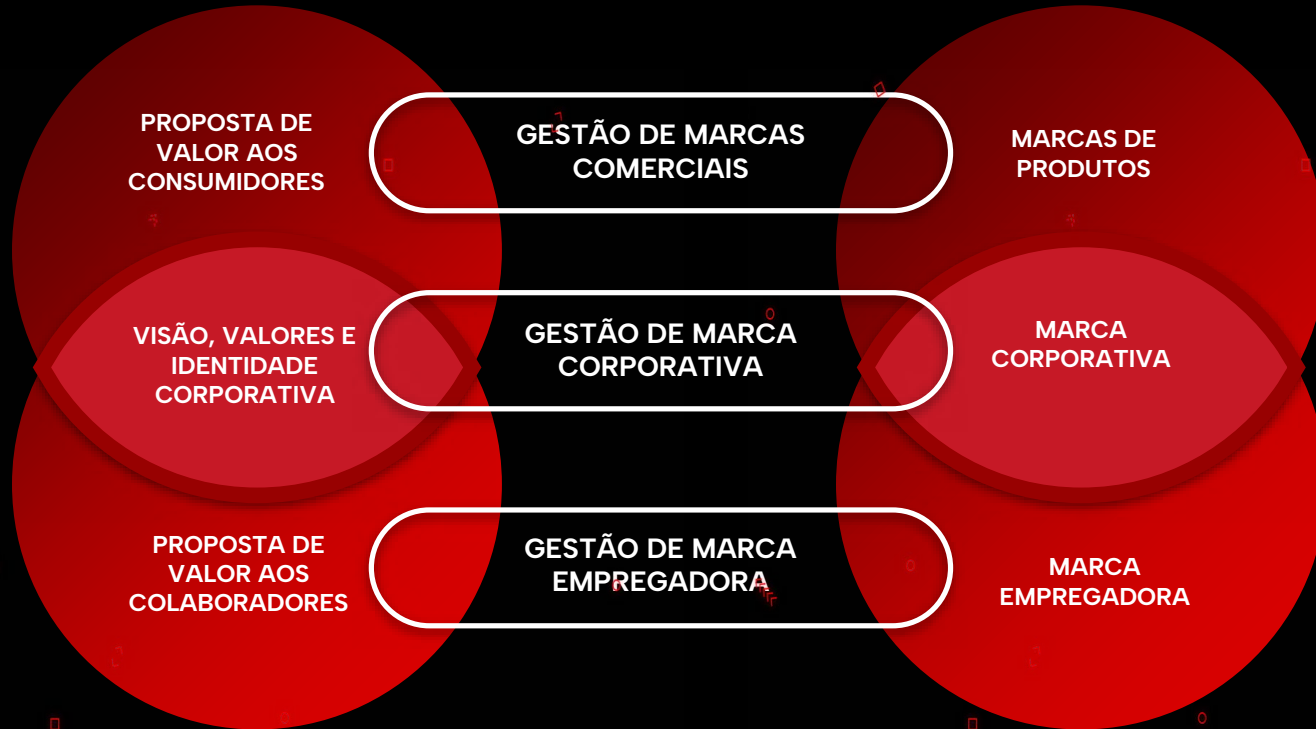 PROPOSTA DE
VALOR AOS
CONSUMIDORES
GESTÃO DE MARCAS
COMERCIAIS
MARCAS DE
PRODUTOS
VISÃO, VALORES E
IDENTIDADE
CORPORATIVA
GESTÃO DE MARCA
CORPORATIVA
MARCA
CORPORATIVA
PROPOSTA DE
VALOR AOS
COLABORADORES
GESTÃO DE MARCA
EMPREGADORA
MARCA
EMPREGADORA